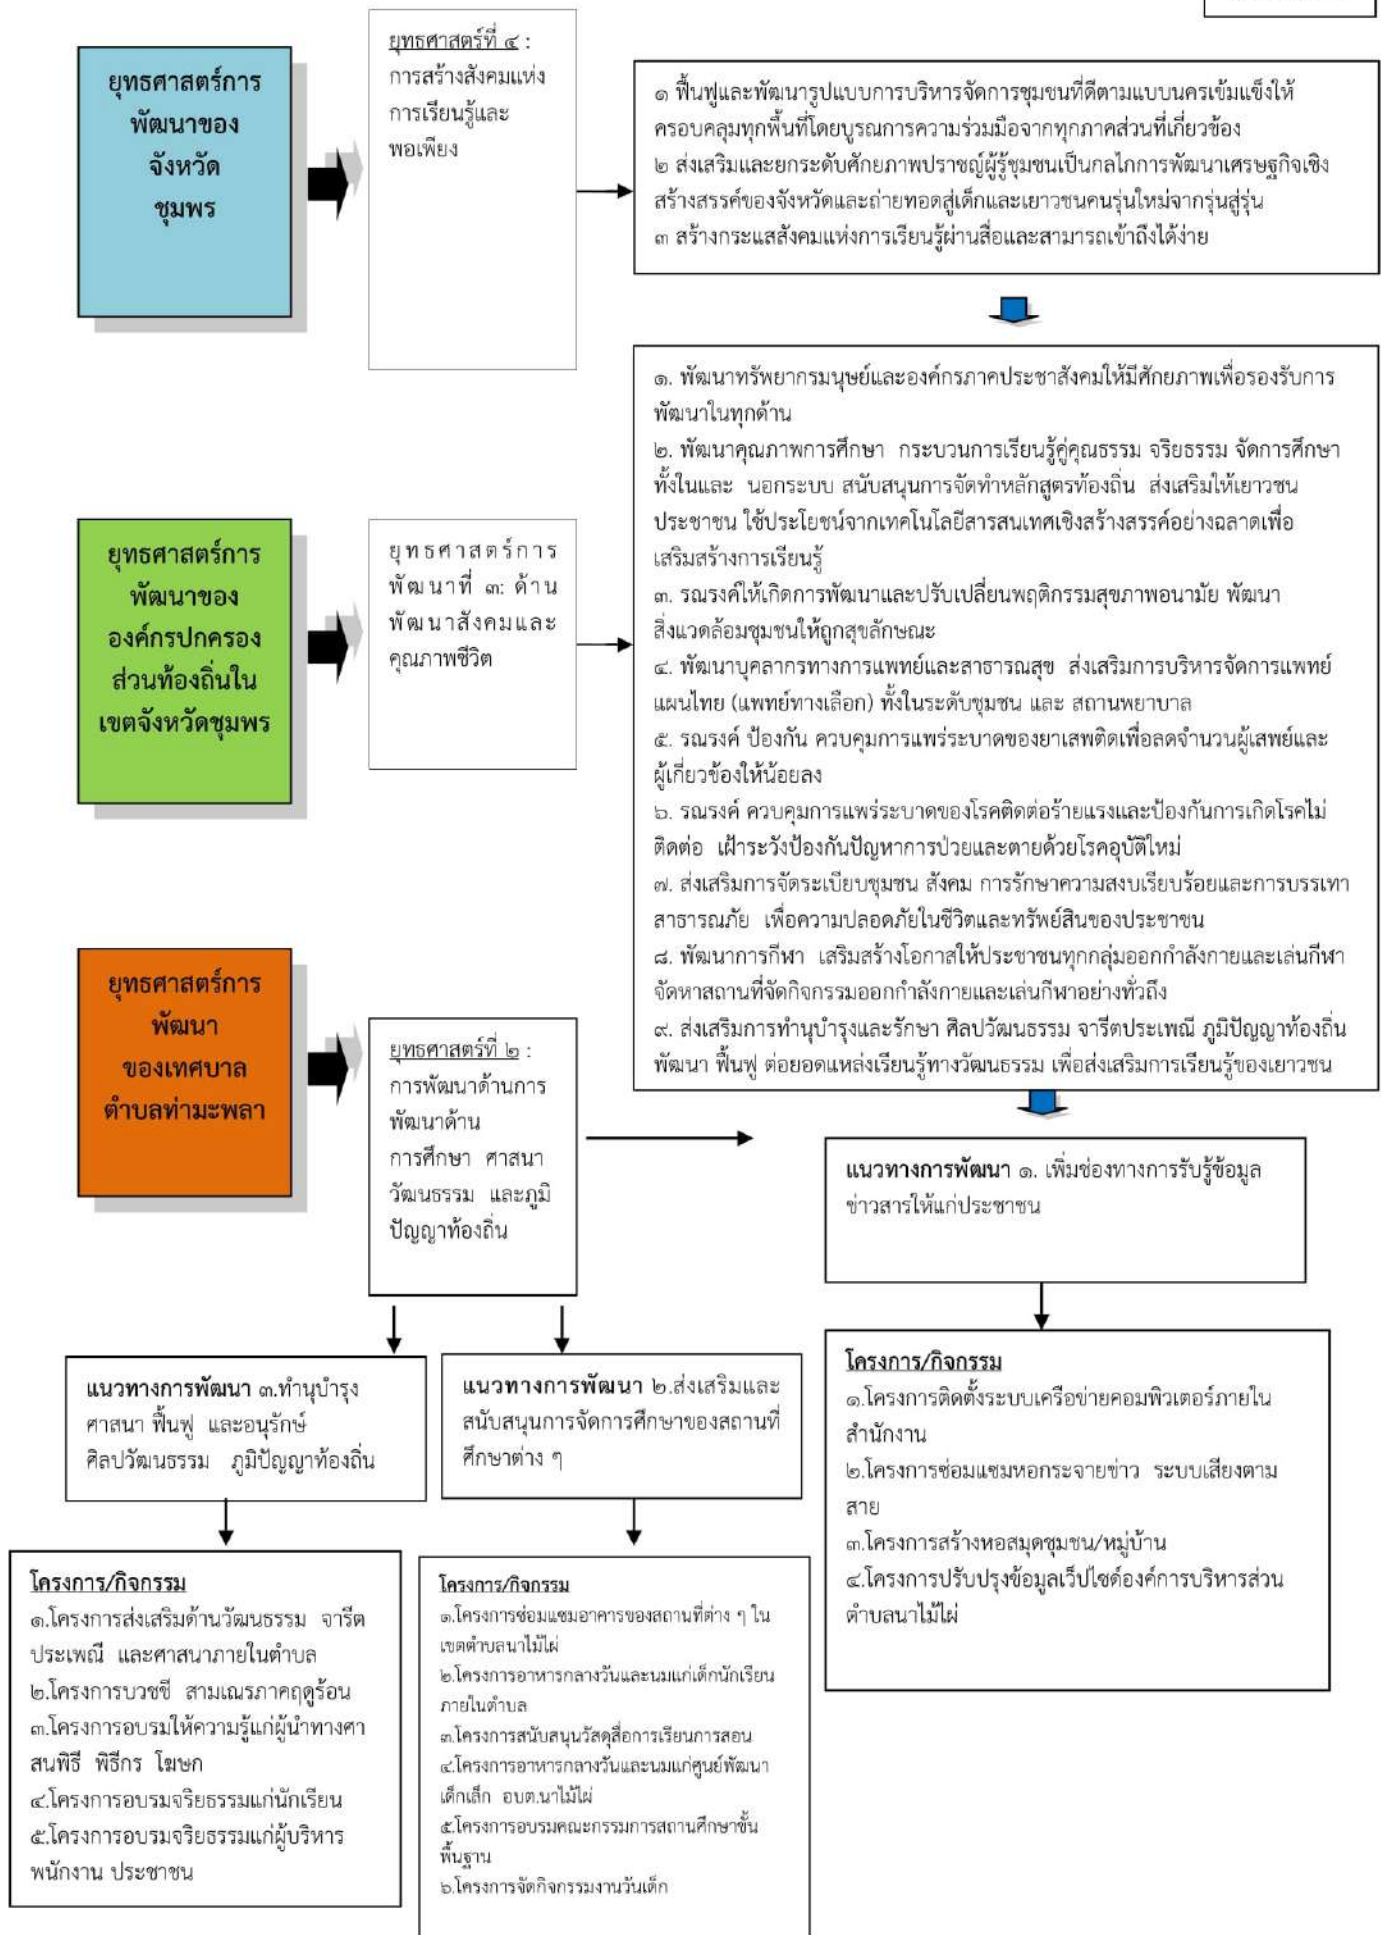 ยุทธศาสตร์การ
พัฒนาของ
จังหวัด
ชุมพร
ยุทธศาสตร์ที่ ๔ :
การสร้างสังคมแห่ง
การเรียนรู้และ
พอเพียง
๑ ฟื้นฟูและพัฒนารูปแบบการบริหารจัดการชุมชนที่ดีตามแบบนครเข้มแข็งให้
ครอบคลุมทุกพื้นที่โดยบูรณการความร่วมมือจากทุกภาคส่วนที่เกี่ยวข้อง
๒ ส่งเสริมและยกระดับศักยภาพปราชญ์ผู้รู้ชุมชนเป็นกลไกการพัฒนาเศรษฐกิจเชิง
สร้างสรรค์ของจังหวัดและถ่ายทอดสู่เด็กและเยาวชนคนรุ่นใหม่จากรุ่นสู่รุ่น
๓ สร้างกระแสสังคมแห่งการเรียนรู้ผ่านสื่อและสามารถเข้าถึงได้ง่าย
ยุทธศาสตร์การ
พัฒนาของ
องค์กรปกครอง
ส่วนท้องถิ่นใน
เขตจังหวัดชุมพร
ยุทธศาสตร์การ
พัฒนาที่ ๓: ด้าน
พัฒนาสังคมและ
คุณภาพชีวิต
๑. พัฒนาทรัพยากรมนุษย์และองค์กรภาคประชาสังคมให้มีศักยภาพเพื่อรองรับการ
พัฒนาในทุกด้าน
๒. พัฒนาคุณภาพการศึกษา กระบวนการเรียนรู้คู่คุณธรรม จริยธรรม จัดการศึกษา
ทั้งในและ นอกระบบ สนับสนุนการจัดทำหลักสูตรท้องถิ่น ส่งเสริมให้เยาวชน
ประชาชน ใช้ประโยชน์จากเทคโนโลยีสารสนเทศเชิงสร้างสรรค์อย่างฉลาดเพื่อ
เสริมสร้างการเรียนรู้
๓. รณรงค์ให้เกิดการพัฒนาและปรับเปลี่ยนพฤติกรรมสุขภาพอนามัย พัฒนา
สิ่งแวดล้อมชุมชนให้ถูกสุขลักษณะ
๔. พัฒนาบุคลากรทางการแพทย์และสาธารณสุข ส่งเสริมการบริหารจัดการแพทย์
แผนไทย (แพทย์ทางเลือก) ทั้งในระดับชุมชน และ สถานพยาบาล
๕. รณรงค์ ป้องกัน ควบคุมการแพร่ระบาดของยาเสพติดเพื่อลดจำนวนผู้เสพย์และ
ผู้เกี่ยวข้องให้น้อยลง
๖. รณรงค์ ควบคุมการแพร่ระบาดของโรคติดต่อร้ายแรงและป้องกันการเกิดโรคไม่
ติดต่อ เฝ้าระวังป้องกันปัญหาการป่วยและตายด้วยโรคอุบัติใหม่
๗. ส่งเสริมการจัดระเบียบชุมชน สังคม การรักษาความสงบเรียบร้อยและการบรรเทา
สาธารณภัย เพื่อความปลอดภัยในชีวิตและทรัพย์สินของประชาชน
๘. พัฒนาการกีฬา เสริมสร้างโอกาสให้ประชาชนทุกกลุ่มออกกำลังกายและเล่นกีฬา
จัดหาสถานที่จัดกิจกรรมออกกำลังกายและเล่นกีฬาอย่างทั่วถึง
๙. ส่งเสริมการทำนุบำรุงและรักษา ศิลปวัฒนธรรม จารีตประเพณี ภูมิปัญญาท้องถิ่น
พัฒนา ฟื้นฟู ต่อยอดแหล่งเรียนรู้ทางวัฒนธรรม เพื่อส่งเสริมการเรียนรู้ของเยาวชน
ยุทธศาสตร์การ
พัฒนา
ของเทศบาล
ตำบลท่ามะพลา
ยุทธศาสตร์ที่ ๒ :
การพัฒนาด้านการ
พัฒนาด้าน
การศึกษา ศาสนา
วัฒนธรรม และภูมิ
ปัญญาท้องถิ่น
แนวทางการพัฒนา ๑. เพิ่มช่องทางการรับรู้ข้อมูล
ข่าวสารให้แก่ประชาชน
แนวทางการพัฒนา ๓.ทำนุบำรุง
ศาสนา ฟื้นฟู และอนุรักษ์
ศิลปวัฒนธรรม ภูมิปัญญาท้องถิ่น
แนวทางการพัฒนา ๒.ส่งเสริมและ
สนับสนุนการจัดการศึกษาของสถานที่
ศึกษาต่าง ๆ
โครงการ/กิจกรรม
๑.โครงการติดตั้งระบบเครือข่ายคอมพิวเตอร์ภายใน
สำนักงาน
๒.โครงการซ่อมแซมหอกระจายข่าว ระบบเสียงตาม
สาย
๓.โครงการสร้างหอสมุดชุมชน/หมู่บ้าน
๔.โครงการปรับปรุงข้อมูลเว็ปไซด์องค์การบริหารส่วน
ตำบลนาไม้ไผ่
โครงการ/กิจกรรม
๑.โครงการส่งเสริมด้านวัฒนธรรม จารีต
ประเพณี และศาสนาภายในตำบล
๒.โครงการบวชชี สามเณรภาคฤดูร้อน
๓.โครงการอบรมให้ความรู้แก่ผู้นำทางศา
สนพิธี พิธีกร โฆษก
๔.โครงการอบรมจริยธรรมแก่นักเรียน
๕.โครงการอบรมจริยธรรมแก่ผู้บริหาร
พนักงาน ประชาชน
โครงการ/กิจกรรม
๑.โครงการซ่อมแซมอาคารของสถานที่ต่าง ๆ ใน
เขตตำบลนาไม้ไผ่
๒.โครงการอาหารกลางวันและนมแก่เด็กนักเรียน
ภายในตำบล
๓.โครงการสนับสนุนวัสดุสื่อการเรียนการสอน
๔.โครงการอาหารกลางวันและนมแก่ศูนย์พัฒนา
เด็กเล็ก อบต.นาไม้ไผ่
๕.โครงการอบรมคณะกรรมการสถานศึกษาขั้น
พื้นฐาน
๖.โครงการจัดกิจกรรมงานวันเด็ก